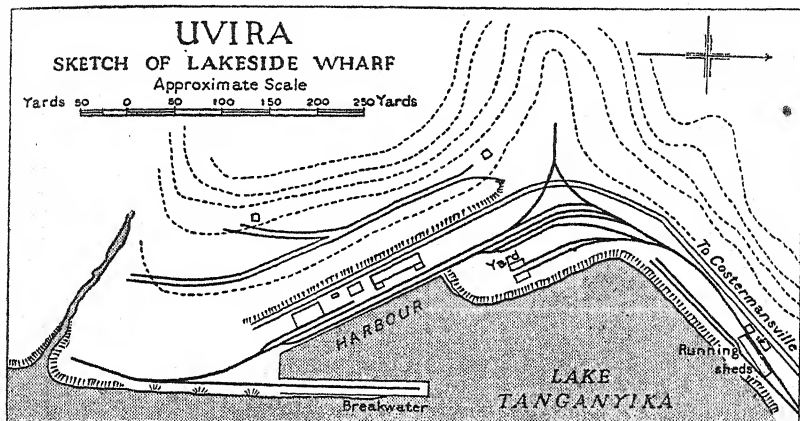 UVIRA
SKETCH OF LAKESIDE WHARF
Approximate Scale
Yards 50 0 50 100 150 200 250 Yards
To Costermansville
Yard
HARBOUR
Running
sheds
LAKE
TANGANYIKA
Breakwater